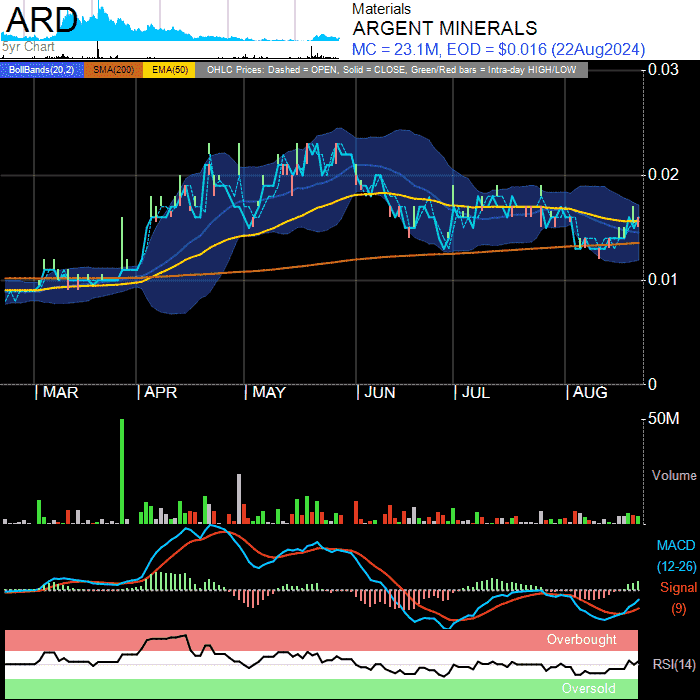 ARD
5yr Chart
Materials
ARGENT MINERALS
MC = 23.1M, EOD = $0.016 (22Aug2024)
BollBands(20,2) SMA(200) EMA(50) OHLC Prices: Dashed = OPEN, Solid = CLOSE, Green/Red bars = Intra-day HIGH/LOW
0.03
0.02
0.01
0
MAR APR MAY JUN JUL AUG
50M
Volume
MACD
(12-26)
Signal
(9)
Overbought
RSI(14)
Oversold